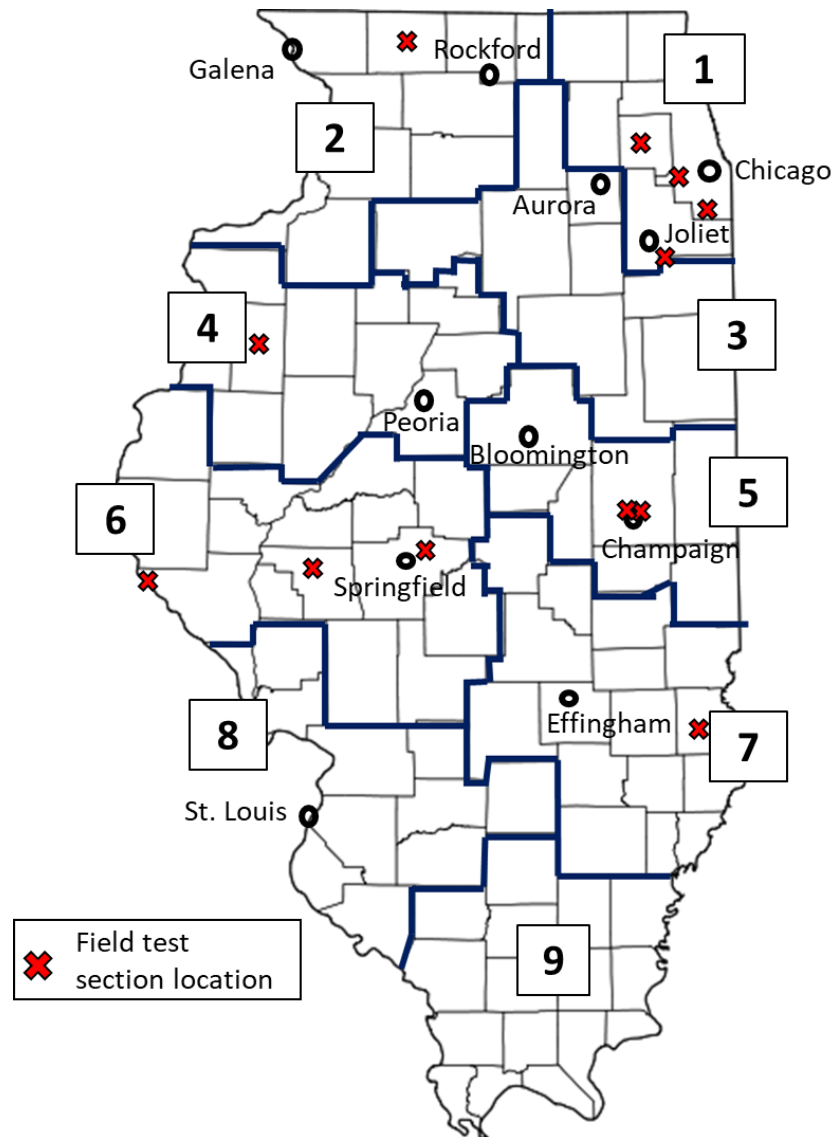 Galena
Rockford
1
2
Chicago
Aurora
Joliet
4
3
Peoria
Bloomington
5
6
Champaign
Springfield
Effingham
8
7
St. Louis
Field test
section location
9